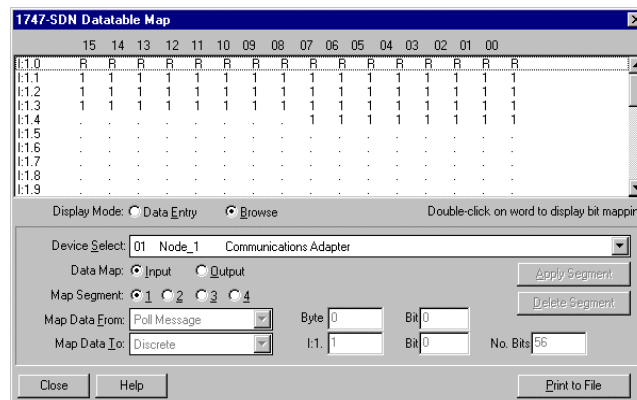 1747-SDN Datatable Map
15 14 13 12 11 10 09 08 07 06 05 04 03 02 01 00
I:1.0 R R R R R R R R R R R R R R R R
I:1.1 1 1 1 1 1 1 1 1 1 1 1 1 1 1 1 1
I:1.2 1 1 1 1 1 1 1 1 1 1 1 1 1 1 1 1
I:1.3 1 1 1 1 1 1 1 1 1 1 1 1 1 1 1 1
I:1.4 . . . . . . . . 1 1 1 1 1 1 1 1
I:1.5 . . . . . . . . . . . . . . . .
I:1.6 . . . . . . . . . . . . . . . .
I:1.7 . . . . . . . . . . . . . . . .
I:1.8 . . . . . . . . . . . . . . . .
I:1.9 . . . . . . . . . . . . . . . .
Display Mode: Data Entry Browse Double-click on word to display bit mappin
Device Select: 01 Node_1 Communications Adapter
Data Map: Input Output Apply Segment
Map Segment: 1 2 3 4 Delete Segment
Map Data From: Poll Message Byte 0 Bit 0
Map Data To: Discrete I:1. 1 Bit 0 No. Bits 56
Close Help Print to File